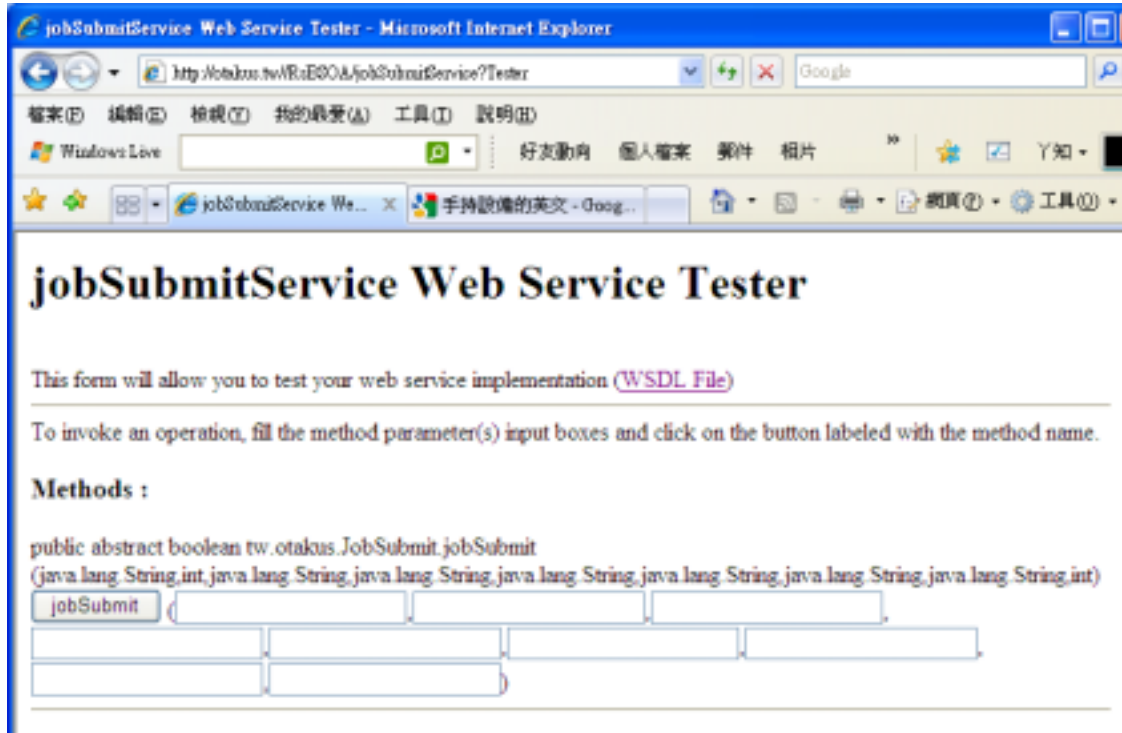 jobSubmitService Web Service Tester - Microsoft Internet Explorer
http://otakus.tw/RsESOA/jobSubmitService?Tester Google
檔案(F) 編輯(E) 檢視(V) 我的最愛(A) 工具(T) 說明(H)
Windows Live 好友動向 個人檔案 郵件 相片 » ㄚ知
jobSubmitService We... 手持設備的英文 - Goog... 網頁(P) 工具(O)
jobSubmitService Web Service Tester
This form will allow you to test your web service implementation (WSDL File)
To invoke an operation, fill the method parameter(s) input boxes and click on the button labeled with the method name.
Methods :
public abstract boolean tw.otakus.JobSubmit.jobSubmit
(java.lang.String,int,java.lang.String,java.lang.String,java.lang.String,java.lang.String,java.lang.String,java.lang.String,int)
jobSubmit ( , , ,
, , , ,
, )